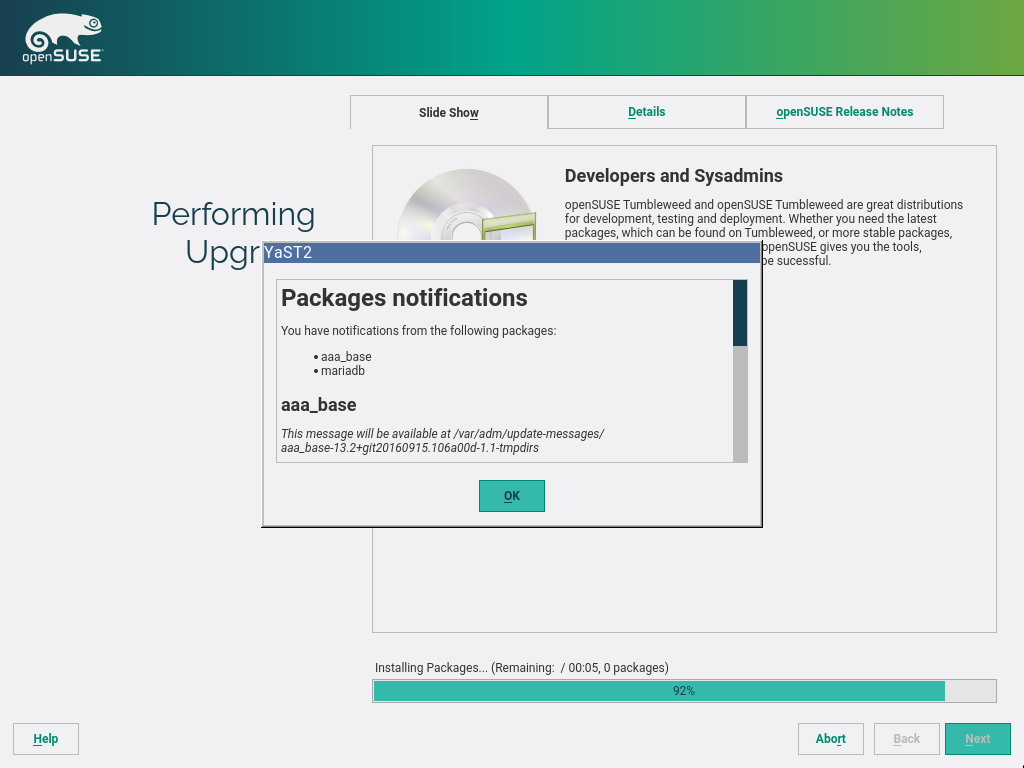 openSUSE
Slide Show
Details
openSUSE Release Notes
Performing
Upgr
Developers and Sysadmins
openSUSE Tumbleweed and openSUSE Tumbleweed are great distributions
for development, testing and deployment. Whether you need the latest
packages, which can be found on Tumbleweed, or more stable packages,
openSUSE gives you the tools,
be sucessful.
YaST2
Packages notifications
You have notifications from the following packages:
• aaa_base
• mariadb
aaa_base
This message will be available at /var/adm/update-messages/
aaa_base-13.2+git20160915.106a00d-1.1-tmpdirs
OK
Installing Packages... (Remaining:  / 00:05, 0 packages)
92%
Help
Abort
Back
Next